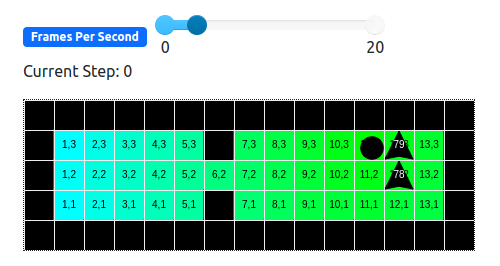 Frames Per Second
0 20
Current Step: 0
1,3 2,3 3,3 4,3 5,3 7,3 8,3 9,3 10,3 79 13,3
1,2 2,2 3,2 4,2 5,2 6,2 7,2 8,2 9,2 10,2 11,2 78 13,2
1,1 2,1 3,1 4,1 5,1 7,1 8,1 9,1 10,1 11,1 12,1 13,1